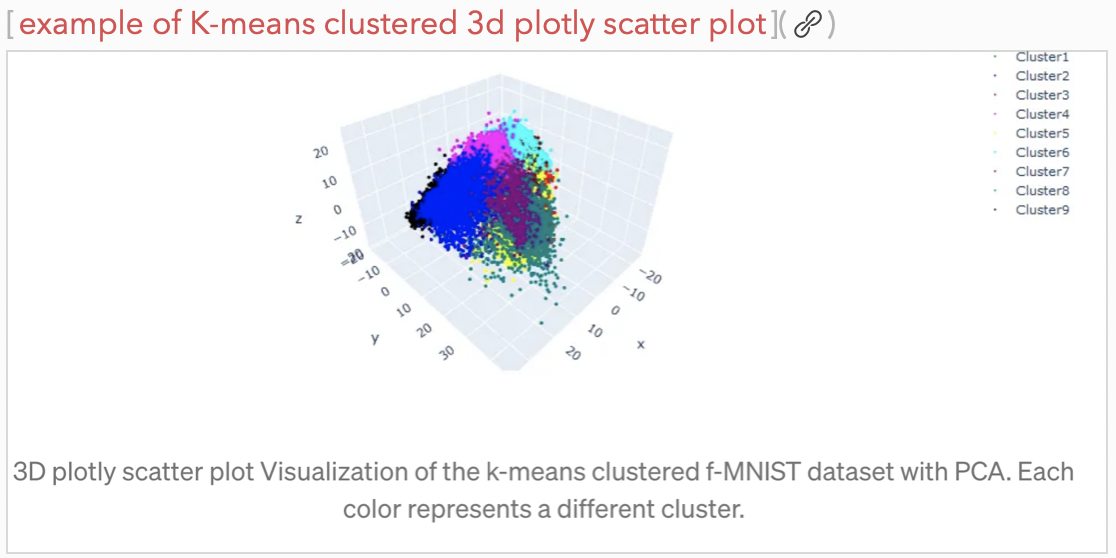 [example of K-means clustered 3d plotly scatter plot]( )
Cluster1
Cluster2
Cluster3
Cluster4
Cluster5
Cluster6
Cluster7
Cluster8
Cluster9
20
10
0
−10
−20
z
−20
−10
0
10
20
30
y
−20
−10
0
10
20
x
3D plotly scatter plot Visualization of the k-means clustered f-MNIST dataset with PCA. Each
color represents a different cluster.